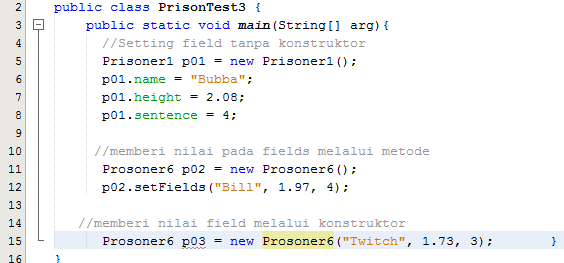 2 public class PrisonTest3 {
3 public static void main(String[] arg){
4 //Setting field tanpa konstruktor
5 Prisoner1 p01 = new Prisoner1();
6 p01.name = "Bubba";
7 p01.height = 2.08;
8 p01.sentence = 4;
9
10 //memberi nilai pada fields melalui metode
11 Prosoner6 p02 = new Prosoner6();
12 p02.setFields("Bill", 1.97, 4);
13
14 //memberi nilai field melalui konstruktor
15 Prosoner6 p03 = new Prosoner6("Twitch", 1.73, 3); }
16 }